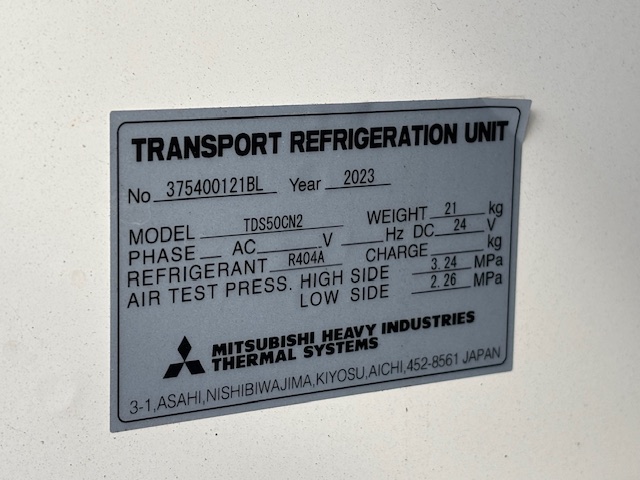 TRANSPORT REFRIGERATION UNIT
No 375400121BL Year 2023
MODEL TDS50CN2 WEIGHT 21 kg
PHASE AC V Hz DC 24 V
REFRIGERANT R404A CHARGE kg
AIR TEST PRESS. HIGH SIDE 3.24 MPa
LOW SIDE 2.26 MPa
MITSUBISHI HEAVY INDUSTRIES
THERMAL SYSTEMS
3-1,ASAHI,NISHIBIWAJIMA,KIYOSU,AICHI,452-8561 JAPAN